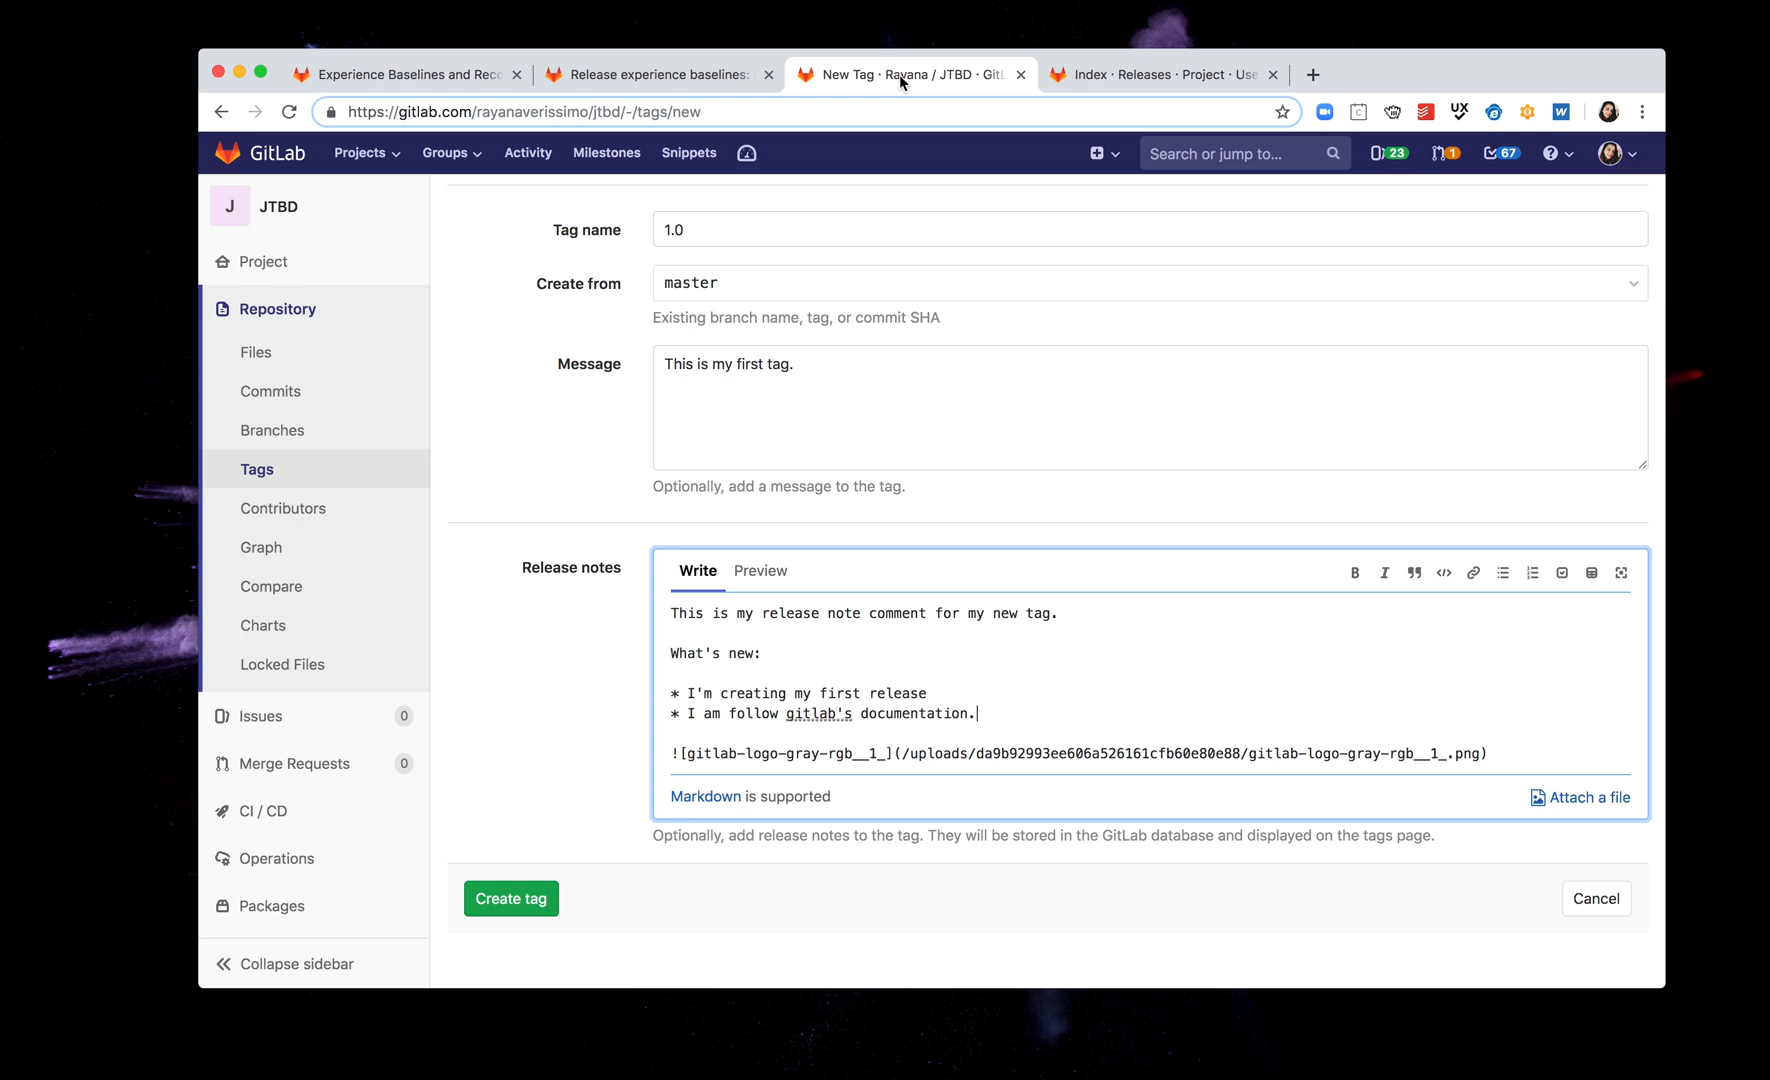 Experience Baselines and Reco
Release experience baselines:
New Tag · Rayana / JTBD · GitL
Index · Releases · Project · Use
https://gitlab.com/rayanaverissimo/jtbd/-/tags/new
C
UX
e
W
GitLab
Projects
Groups
Activity
Milestones
Snippets
Search or jump to...
23
1
67
?
J
JTBD
Project
Repository
Files
Commits
Branches
Tags
Contributors
Graph
Compare
Charts
Locked Files
Issues 0
Merge Requests 0
CI / CD
Operations
Packages
Collapse sidebar
Tag name
1.0
Create from
master
Existing branch name, tag, or commit SHA
Message
This is my first tag.
Optionally, add a message to the tag.
Release notes
Write Preview
B I
This is my release note comment for my new tag.
What's new:
* I'm creating my first release
* I am follow gitlab's documentation.
![gitlab-logo-gray-rgb__1_](/uploads/da9b92993ee606a526161cfb60e80e88/gitlab-logo-gray-rgb__1_.png)
Markdown is supported
Attach a file
Optionally, add release notes to the tag. They will be stored in the GitLab database and displayed on the tags page.
Create tag
Cancel